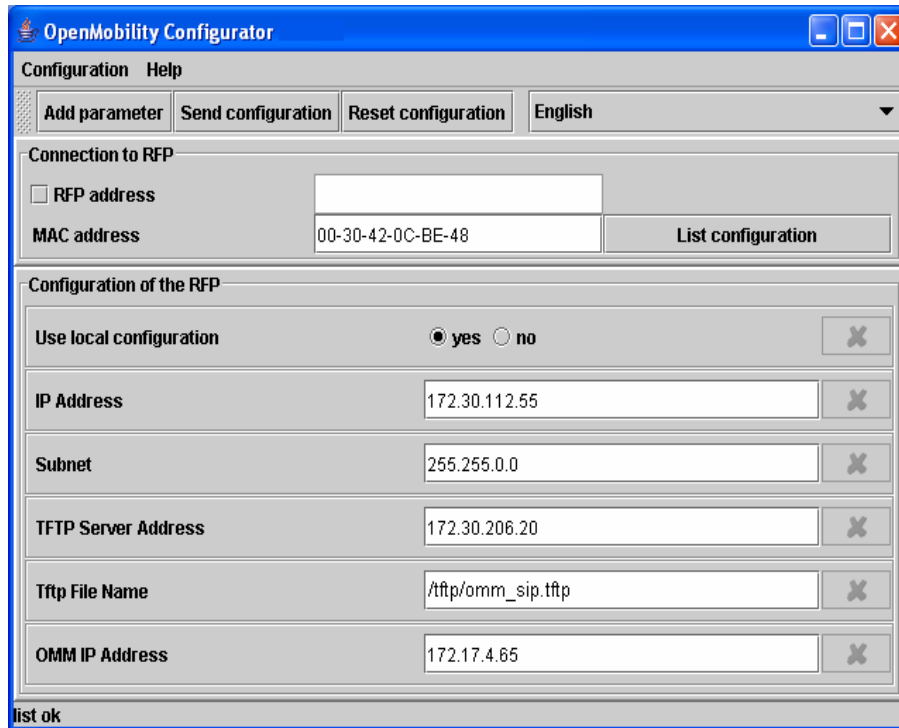 OpenMobility Configurator
Configuration Help
Add parameter Send configuration Reset configuration English
Connection to RFP
RFP address
MAC address 00-30-42-0C-BE-48 List configuration
Configuration of the RFP
Use local configuration yes no
IP Address 172.30.112.55
Subnet 255.255.0.0
TFTP Server Address 172.30.206.20
Tftp File Name /tftp/omm_sip.tftp
OMM IP Address 172.17.4.65
list ok